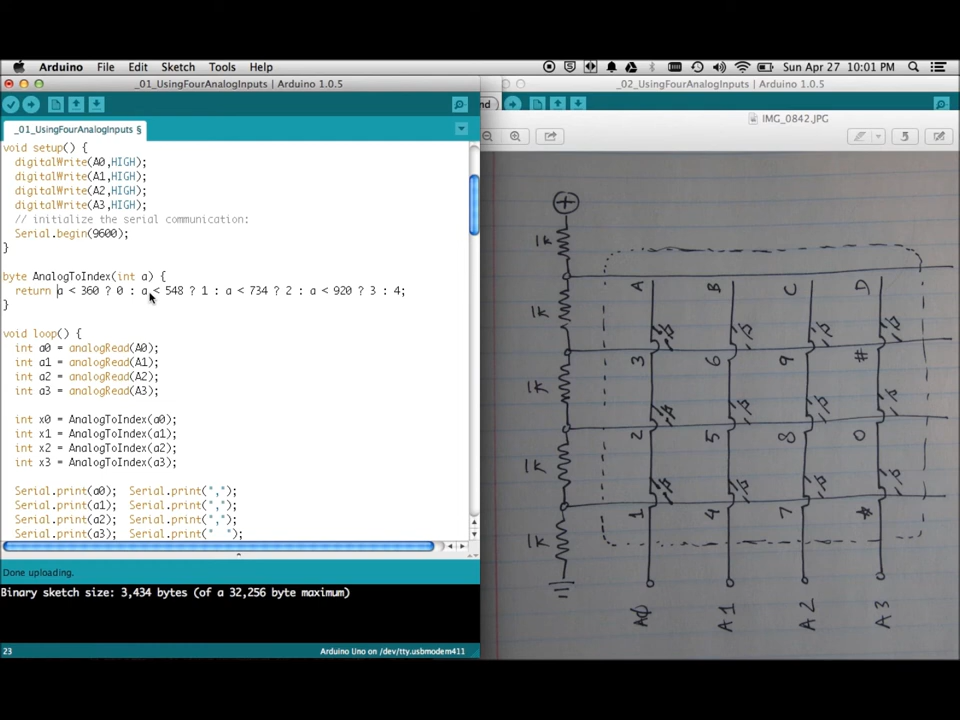 Arduino File Edit Sketch Tools Help Sun Apr 27 10:01 PM
_01_UsingFourAnalogInputs | Arduino 1.0.5
_02_UsingFourAnalogInputs | Arduino 1.0.5
_01_UsingFourAnalogInputs §
IMG_0842.JPG
void setup() {
digitalWrite(A0,HIGH);
digitalWrite(A1,HIGH);
digitalWrite(A2,HIGH);
digitalWrite(A3,HIGH);
// initialize the serial communication:
Serial.begin(9600);
}
byte AnalogToIndex(int a) {
return a < 360 ? 0 : a < 548 ? 1 : a < 734 ? 2 : a < 920 ? 3 : 4;
}
void loop() {
int a0 = analogRead(A0);
int a1 = analogRead(A1);
int a2 = analogRead(A2);
int a3 = analogRead(A3);
int x0 = AnalogToIndex(a0);
int x1 = AnalogToIndex(a1);
int x2 = AnalogToIndex(a2);
int x3 = AnalogToIndex(a3);
Serial.print(a0); Serial.print(",");
Serial.print(a1); Serial.print(",");
Serial.print(a2); Serial.print(",");
Serial.print(a3); Serial.print(" ");
Done uploading.
Binary sketch size: 3,434 bytes (of a 32,256 byte maximum)
23
Arduino Uno on /dev/tty.usbmodem411
+
1K
1K
1K
1K
1K
A B C D
3 6 9 #
2 5 8 0
1 4 7 *
A0 A1 A2 A3